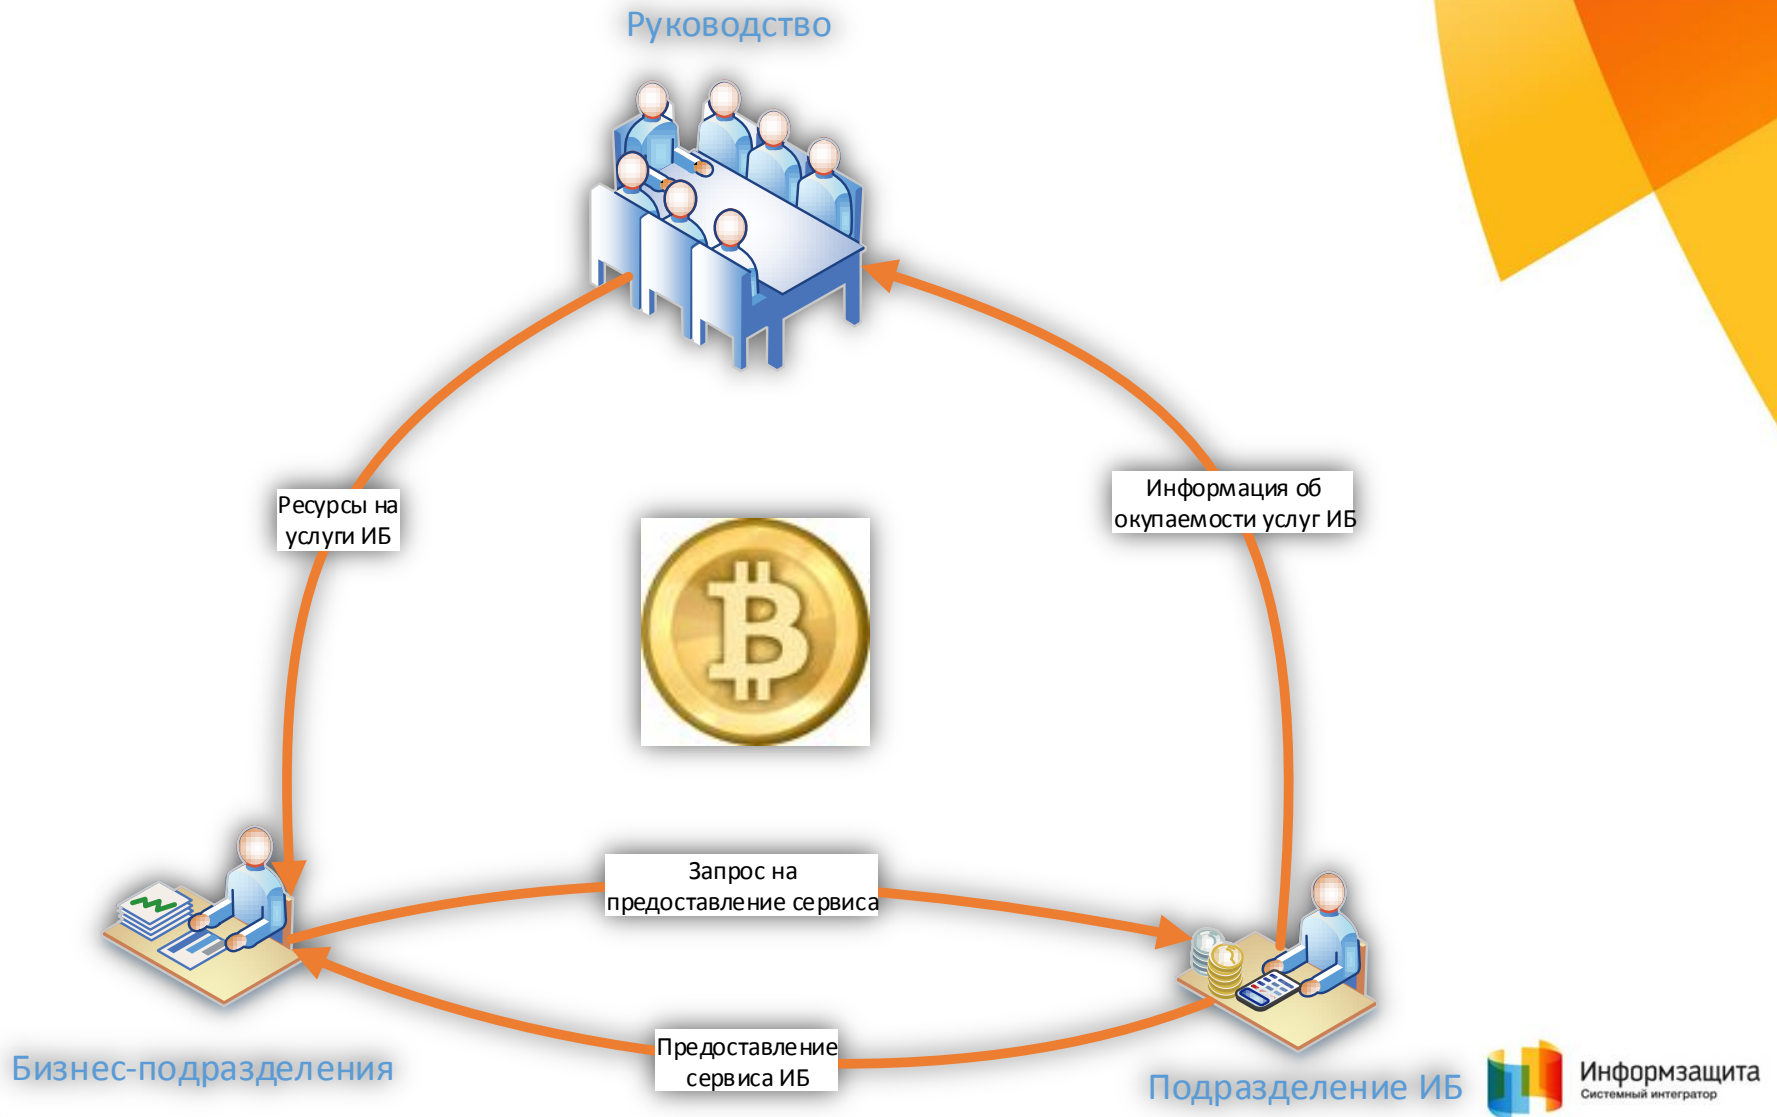 Руководство
Ресурсы на
услуги ИБ
Информация об
окупаемости услуг ИБ
Запрос на
предоставление сервиса
Предоставление
сервиса ИБ
Бизнес-подразделения
Подразделение ИБ
Информзащита
Системный интегратор